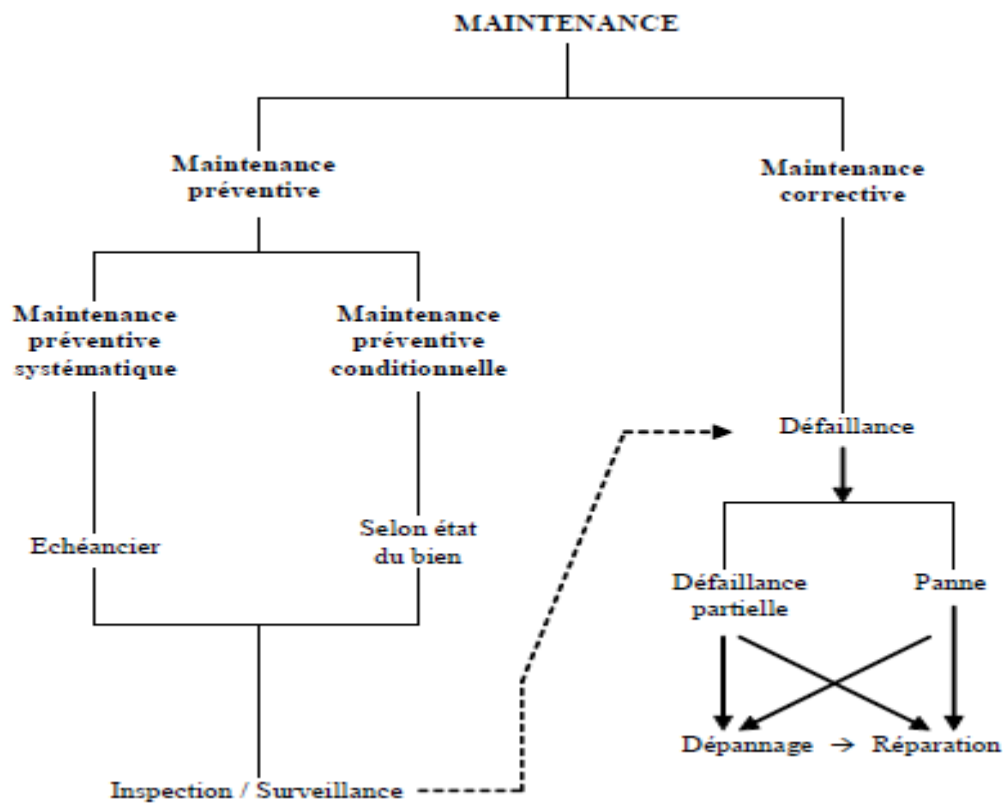 MAINTENANCE
Maintenance
préventive
Maintenance
corrective
Maintenance
préventive
systématique
Maintenance
préventive
conditionnelle
Défaillance
Echéancier
Selon état
du bien
Défaillance
partielle
Panne
Dépannage → Réparation
Inspection / Surveillance